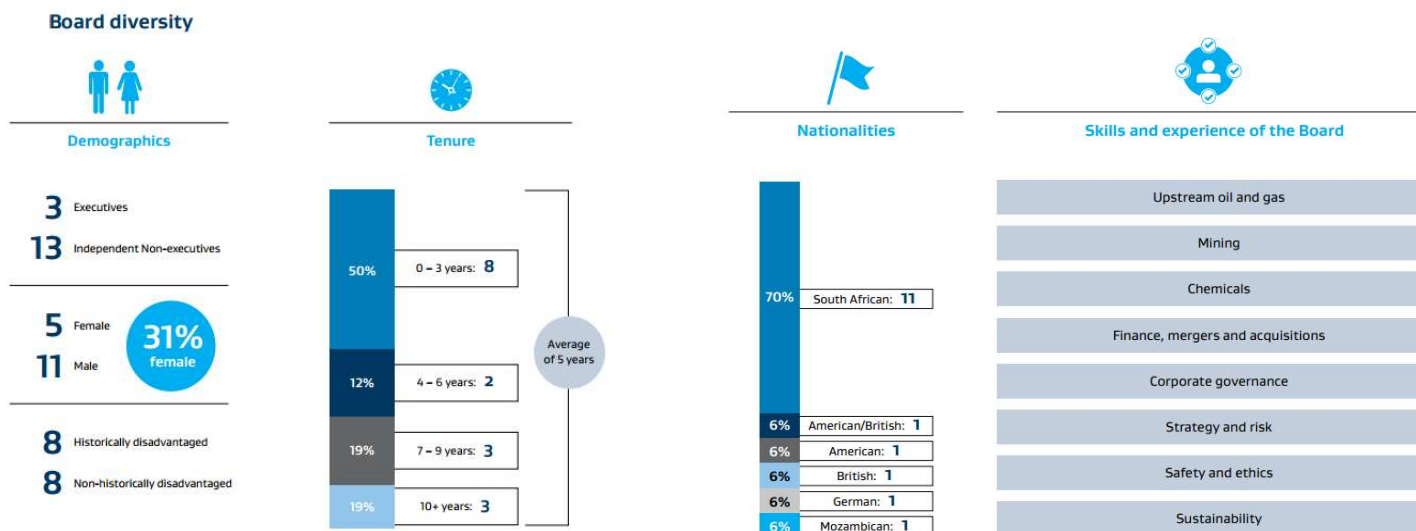 Board diversity
Demographics
3 Executives
13 Independent Non-executives
5 Female
11 Male
31%
female
8 Historically disadvantaged
8 Non-historically disadvantaged
Tenure
50%
0 – 3 years: 8
12%
4 – 6 years: 2
19%
7 – 9 years: 3
19%
10+ years: 3
Average
of 5 years
Nationalities
70%
South African: 11
6%
American/British: 1
6%
American: 1
6%
British: 1
6%
German: 1
6%
Mozambican: 1
Skills and experience of the Board
Upstream oil and gas
Mining
Chemicals
Finance, mergers and acquisitions
Corporate governance
Strategy and risk
Safety and ethics
Sustainability